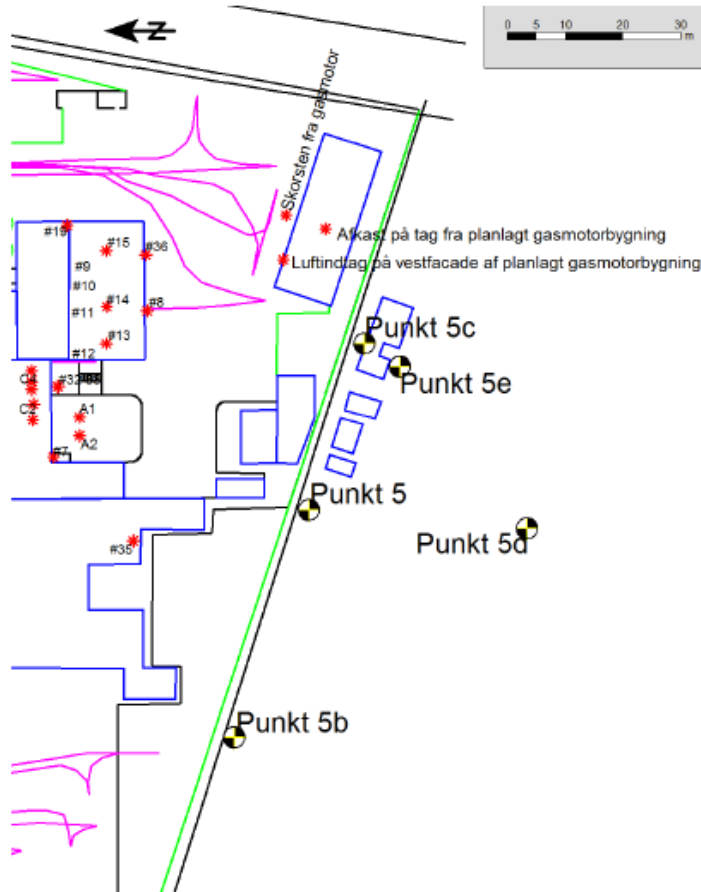 0 5 10 20 30
m
N
Skorsten fra gasmotor
#19
#15
#36
Afkast på tag fra planlagt gasmotorbygning
Luftindtag på vestfacade af planlagt gasmotorbygning
#9
#10
#14
#8
#11
#13
#12
Punkt 5c
Punkt 5e
C4
#32
C2
A1
A2
#7
Punkt 5
#35
Punkt 5d
Punkt 5b